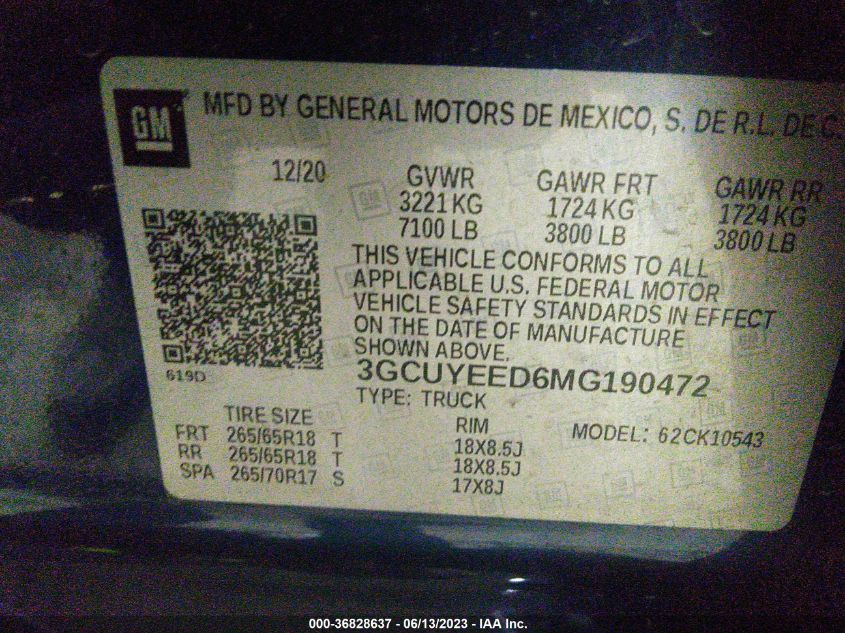 GM MFD BY GENERAL MOTORS DE MEXICO, S. DE R.L. DE C.
12/20 GVWR GAWR FRT GAWR RR
3221 KG 1724 KG 1724 KG
7100 LB 3800 LB 3800 LB
THIS VEHICLE CONFORMS TO ALL
APPLICABLE U.S. FEDERAL MOTOR
VEHICLE SAFETY STANDARDS IN EFFECT
ON THE DATE OF MANUFACTURE
SHOWN ABOVE.
619D
3GCUYEED6MG190472
TYPE: TRUCK
TIRE SIZE RIM MODEL: 62CK10543
FRT 265/65R18 T 18X8.5J
RR 265/65R18 T 18X8.5J
SPA 265/70R17 S 17X8J
000-36828637 - 06/13/2023 - IAA Inc.